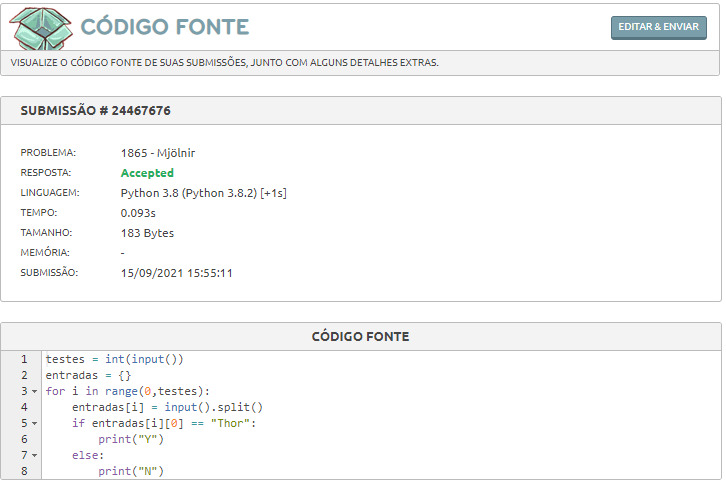 CÓDIGO FONTE
EDITAR & ENVIAR
VISUALIZE O CÓDIGO FONTE DE SUAS SUBMISSÕES, JUNTO COM ALGUNS DETALHES EXTRAS.
SUBMISSÃO # 24467676
PROBLEMA: 1865 - Mjölnir
RESPOSTA: Accepted
LINGUAGEM: Python 3.8 (Python 3.8.2) [+1s]
TEMPO: 0.093s
TAMANHO: 183 Bytes
MEMÓRIA: -
SUBMISSÃO: 15/09/2021 15:55:11
CÓDIGO FONTE
1 testes = int(input())
2 entradas = {}
3 for i in range(0,testes):
4     entradas[i] = input().split()
5     if entradas[i][0] == "Thor":
6         print("Y")
7     else:
8         print("N")